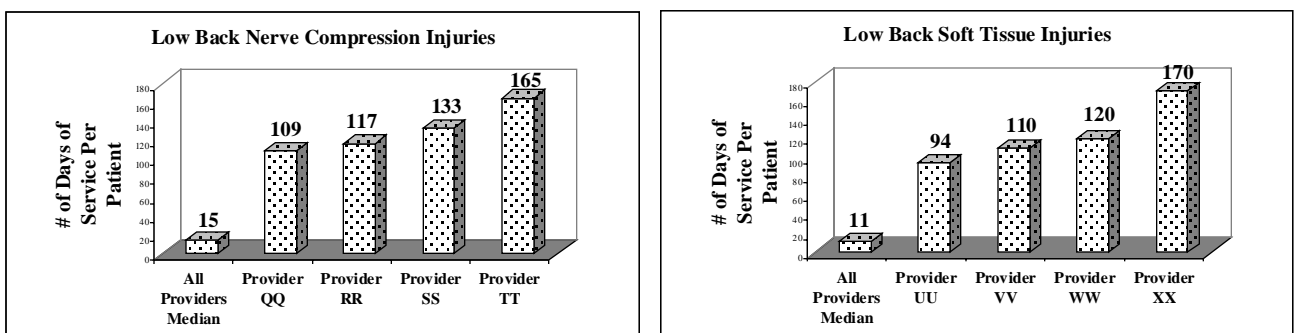 Low Back Nerve Compression Injuries
# of Days of
Service Per
Patient
180
160
140
120
100
80
60
40
20
0
15
109
117
133
165
All
Providers
Median
Provider
QQ
Provider
RR
Provider
SS
Provider
TT
Low Back Soft Tissue Injuries
# of Days of
Service Per
Patient
180
160
140
120
100
80
60
40
20
0
11
94
110
120
170
All
Providers
Median
Provider
UU
Provider
VV
Provider
WW
Provider
XX